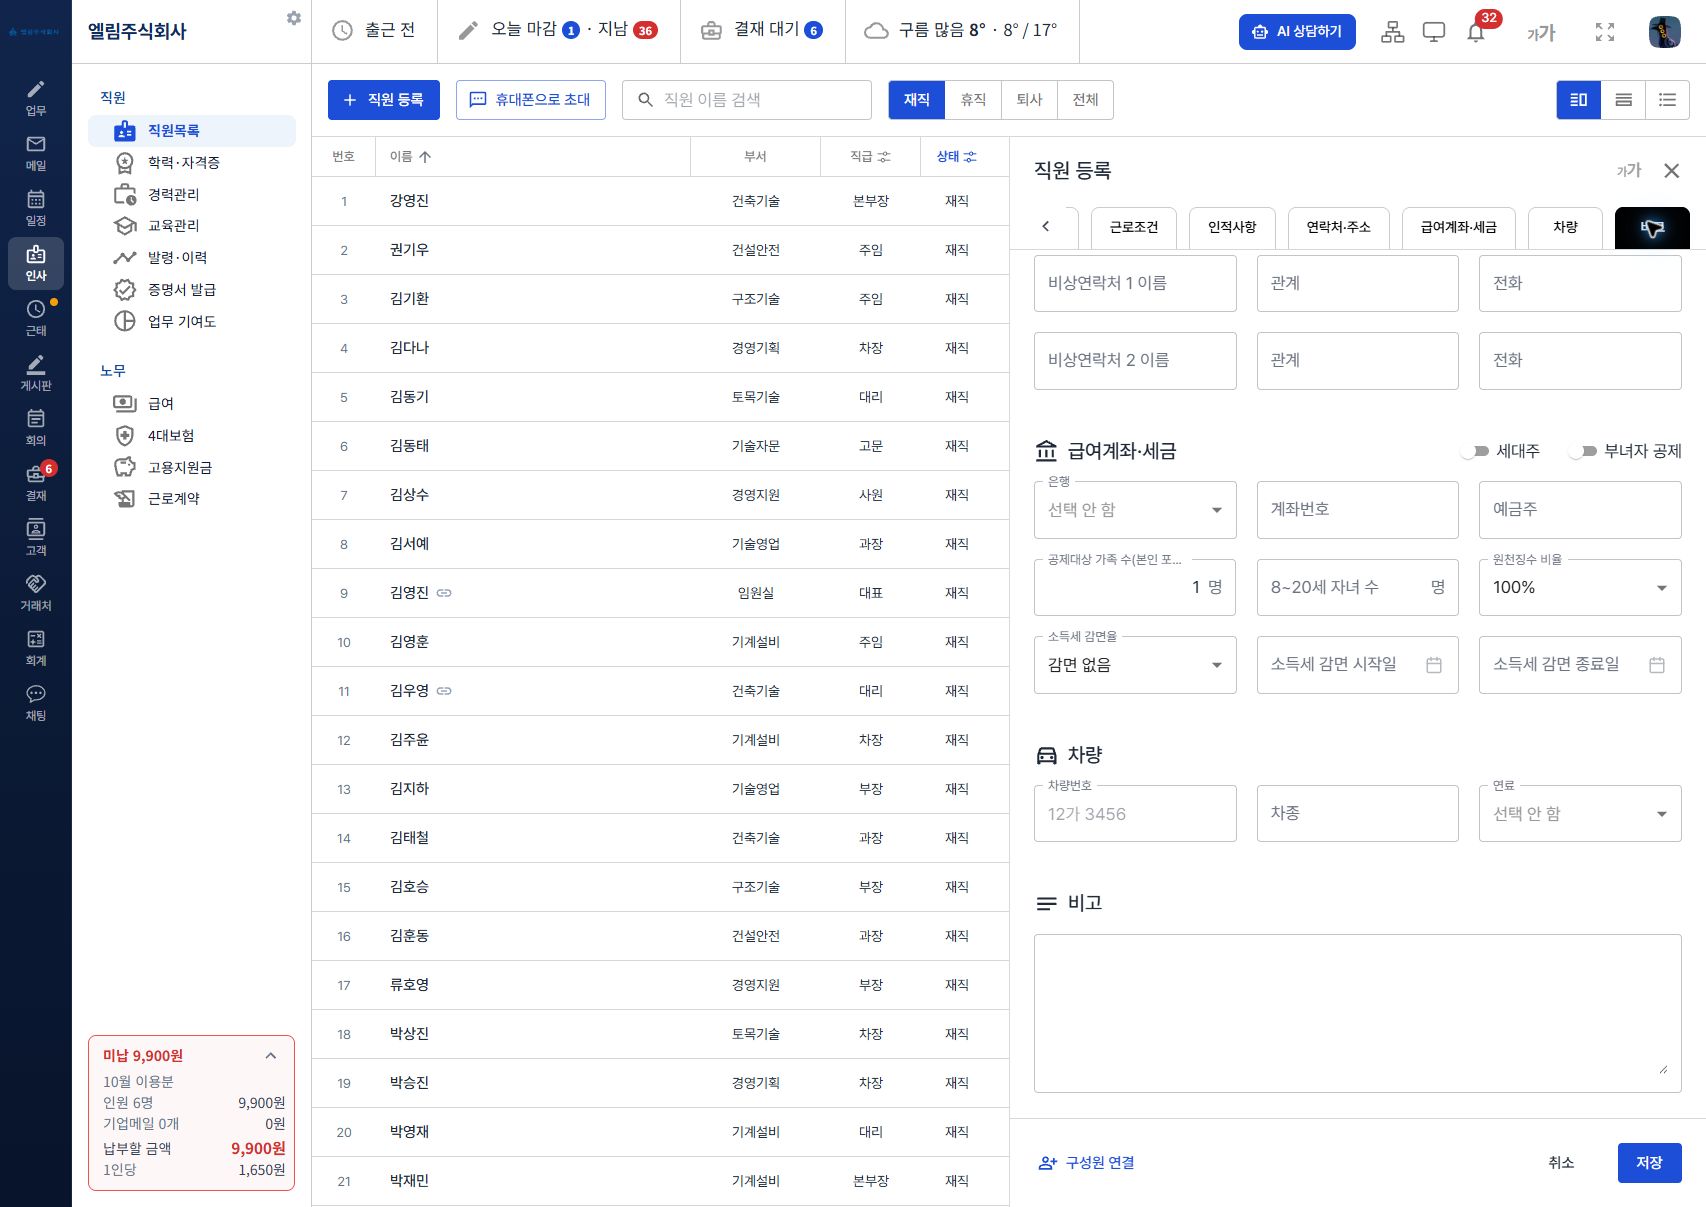 엘림주식회사
업무
메일
일정
인사
근태
게시판
회의
결재
6
고객
거래처
회계
채팅
엘림주식회사
직원
직원목록
학력·자격증
경력관리
교육관리
발령·이력
증명서 발급
업무 기여도
노무
급여
4대보험
고용지원금
근로계약
미납 9,900원
10월 이용분
인원 6명 9,900원
기업메일 0개 0원
납부할 금액 9,900원
1인당 1,650원
출근 전
오늘 마감 1 · 지남 36
결재 대기 6
구름 많음 8° · 8° / 17°
AI 상담하기
32
가가
직원 등록
휴대폰으로 초대
직원 이름 검색
재직 휴직 퇴사 전체
번호 이름 부서 직급 상태
1 강영진 건축기술 본부장 재직
2 권기우 건설안전 주임 재직
3 김기환 구조기술 주임 재직
4 김다나 경영기획 차장 재직
5 김동기 토목기술 대리 재직
6 김동태 기술자문 고문 재직
7 김상수 경영지원 사원 재직
8 김서예 기술영업 과장 재직
9 김영진 임원실 대표 재직
10 김영훈 기계설비 주임 재직
11 김우영 건축기술 대리 재직
12 김주윤 기계설비 차장 재직
13 김지하 기술영업 부장 재직
14 김태철 건축기술 과장 재직
15 김호승 구조기술 부장 재직
16 김훈동 건설안전 과장 재직
17 류호영 경영지원 부장 재직
18 박상진 토목기술 차장 재직
19 박승진 경영기획 차장 재직
20 박영재 기계설비 대리 재직
21 박재민 기계설비 본부장 재직
직원 등록
가가
근로조건 인적사항 연락처·주소 급여계좌·세금 차량
비상연락처 1 이름 관계 전화
비상연락처 2 이름 관계 전화
급여계좌·세금 세대주 부녀자 공제
은행
선택 안 함 계좌번호 예금주
공제대상 가족 수(본인 포... 원천징수 비율
1 명 8~20세 자녀 수 명 100%
소득세 감면율
감면 없음 소득세 감면 시작일 소득세 감면 종료일
차량
차량번호 연료
12가 3456 차종 선택 안 함
비고
구성원 연결 취소 저장